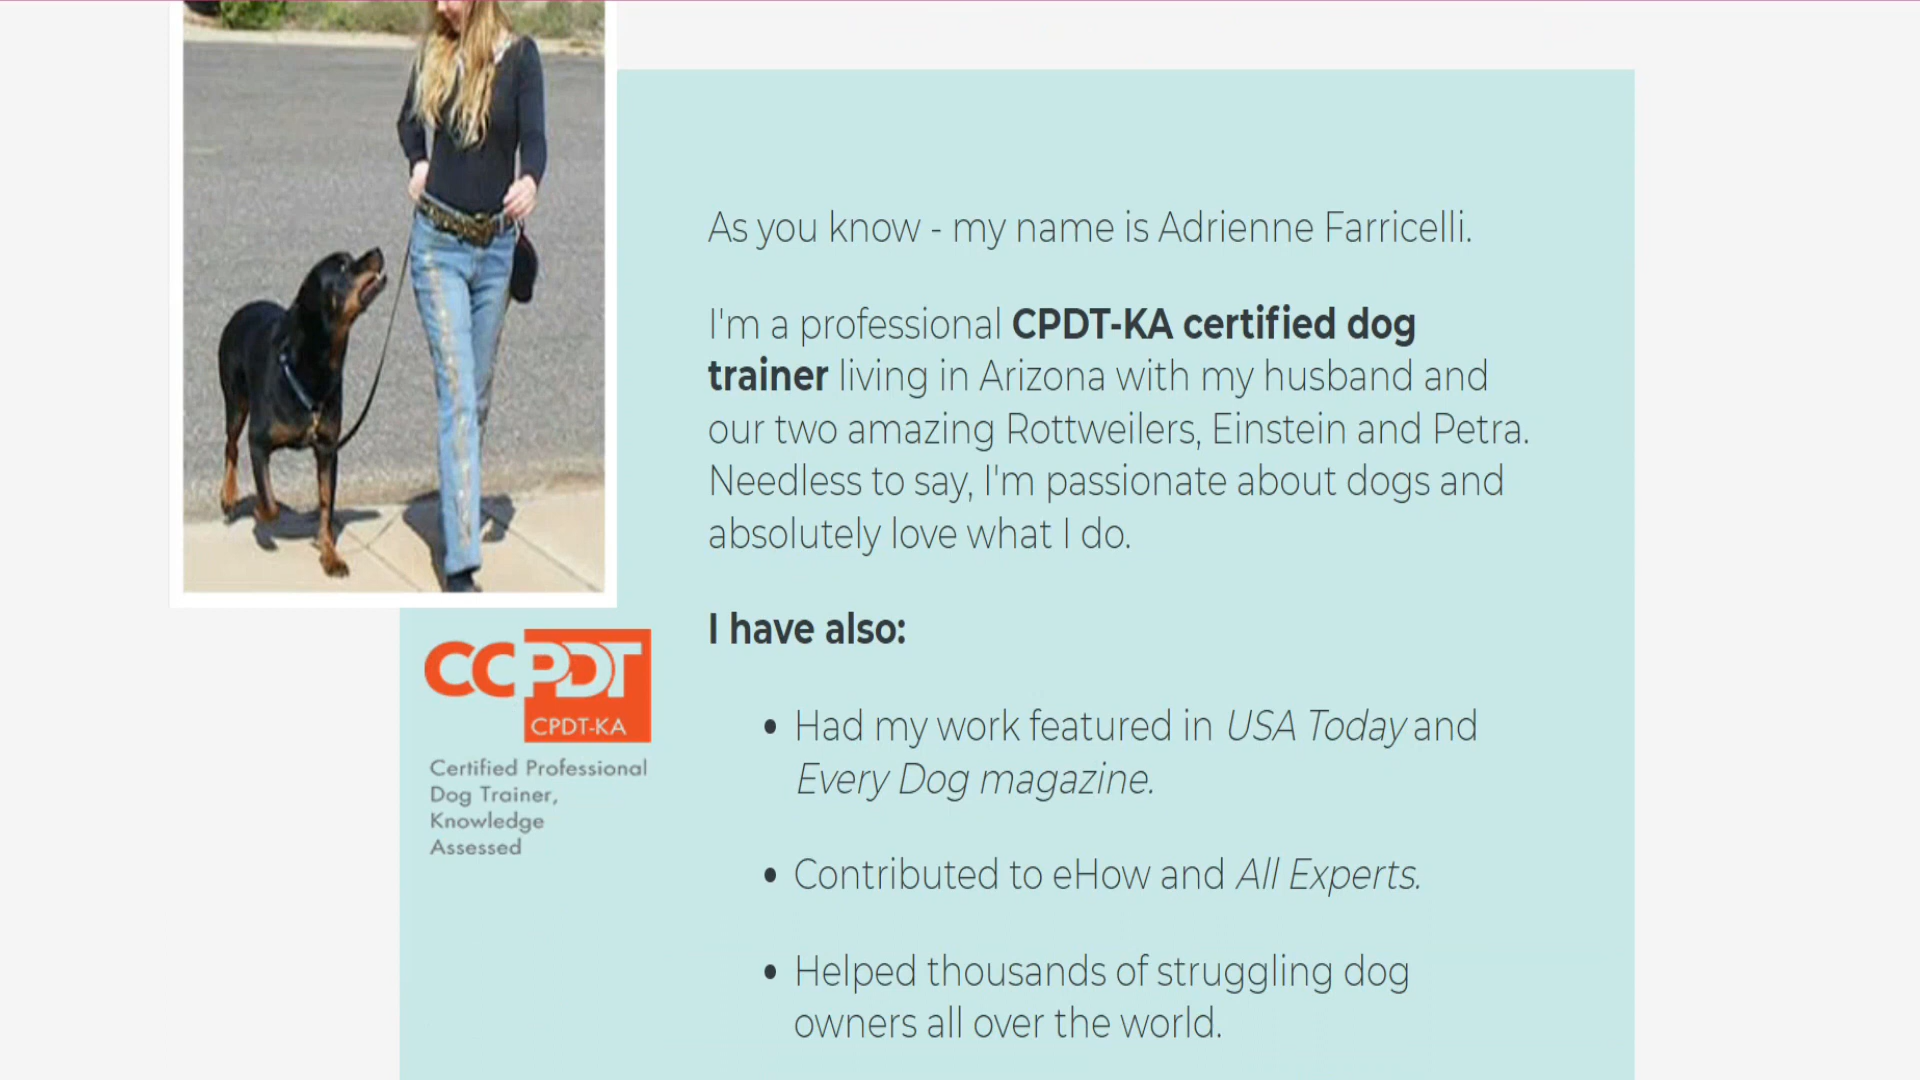 As you know - my name is Adrienne Farricelli.
I'm a professional CPDT-KA certified dog
trainer living in Arizona with my husband and
our two amazing Rottweilers, Einstein and Petra.
Needless to say, I'm passionate about dogs and
absolutely love what I do.
I have also:
CCPDT
CPDT-KA
Certified Professional
Dog Trainer,
Knowledge
Assessed
• Had my work featured in USA Today and
Every Dog magazine.
• Contributed to eHow and All Experts.
• Helped thousands of struggling dog
owners all over the world.